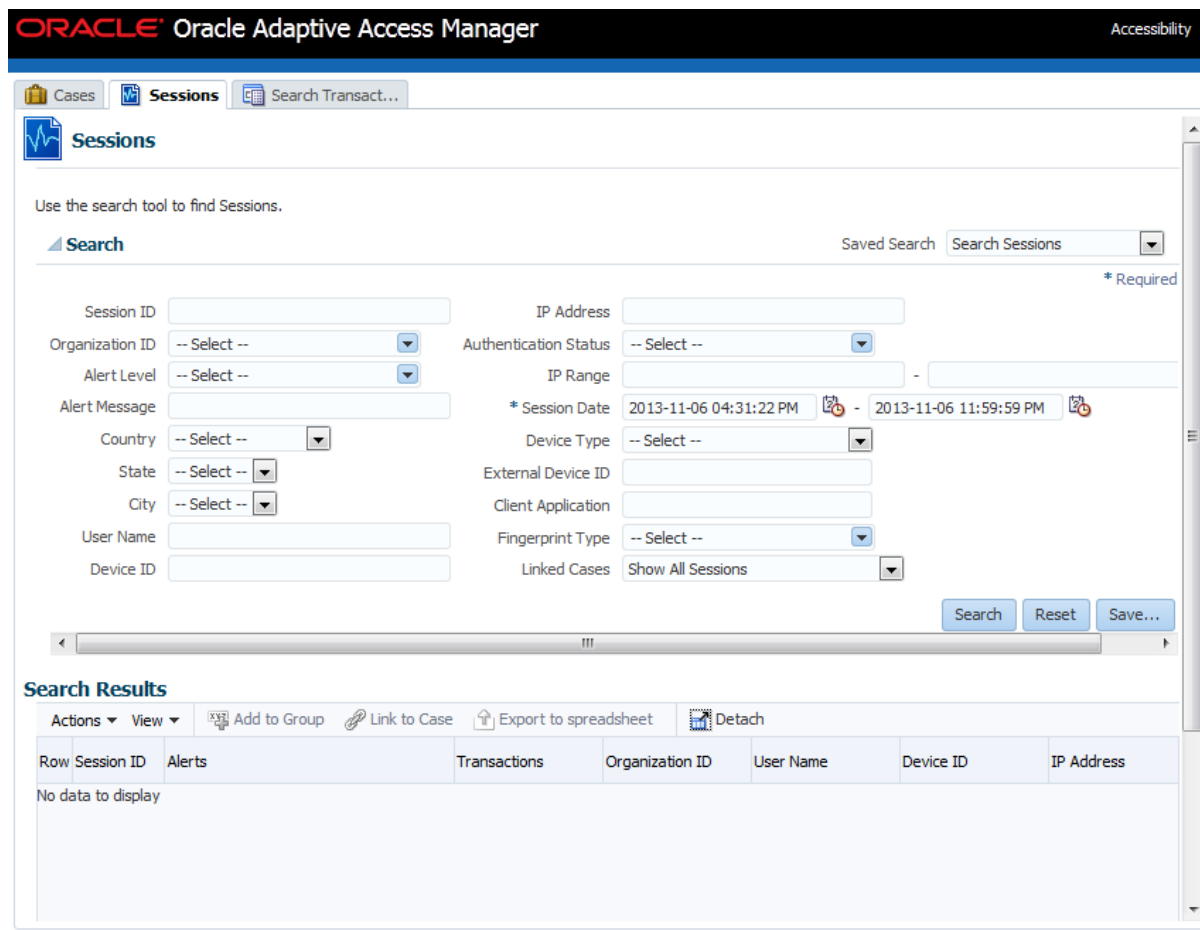 ORACLE Oracle Adaptive Access Manager
Accessibility
Cases Sessions Search Transact...
Sessions
Use the search tool to find Sessions.
Search
Saved Search Search Sessions
* Required
Session ID
IP Address
Organization ID -- Select --
Authentication Status -- Select --
Alert Level -- Select --
IP Range -
Alert Message
* Session Date 2013-11-06 04:31:22 PM - 2013-11-06 11:59:59 PM
Country -- Select --
Device Type -- Select --
State -- Select --
External Device ID
City -- Select --
Client Application
User Name
Fingerprint Type -- Select --
Device ID
Linked Cases Show All Sessions
Search Reset Save...
Search Results
Actions View Add to Group Link to Case Export to spreadsheet Detach
Row Session ID Alerts Transactions Organization ID User Name Device ID IP Address
No data to display